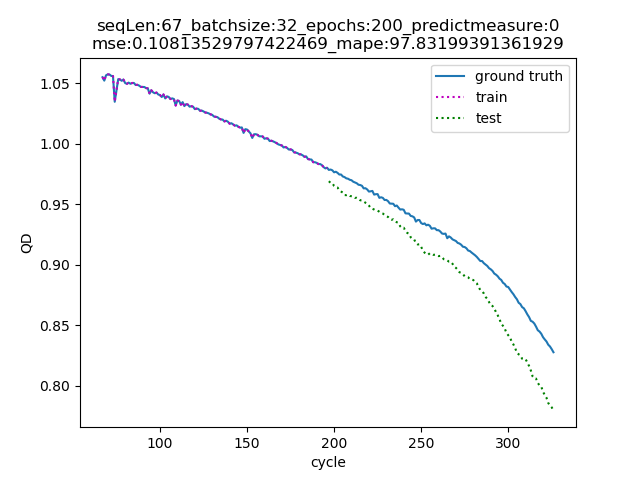 seqLen:67_batchsize:32_epochs:200_predictmeasure:0
mse:0.10813529797422469_mape:97.83199391361929
ground truth
train
test
1.05
1.00
0.95
0.90
0.85
0.80
QD
100 150 200 250 300
cycle